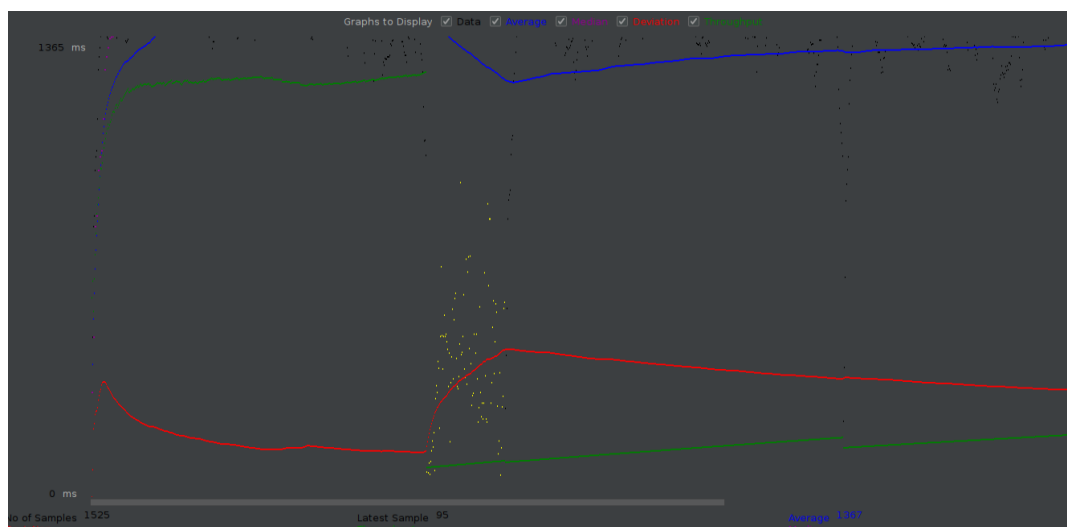 Graphs to Display Data Average Median Deviation Throughput
1365 ms
0 ms
No of Samples 1525 Latest Sample 95 Average 1367